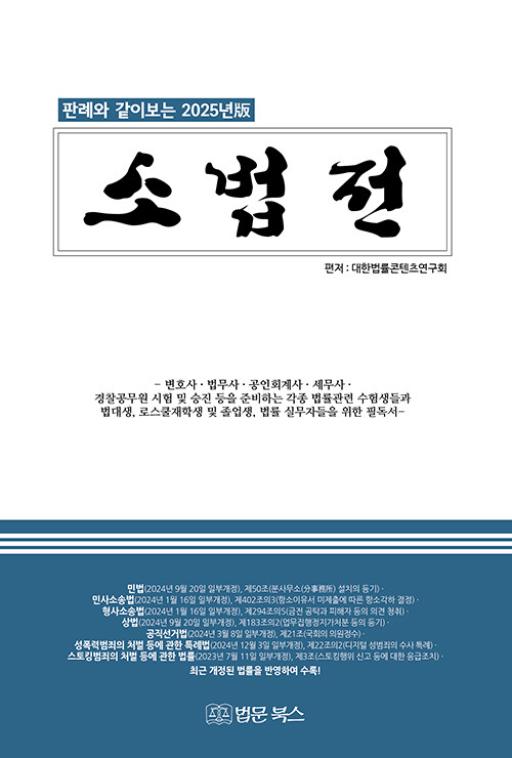 판례와 같이보는 2025년版
소법전
편저 : 대한법률콘텐츠연구회
- 변호사 · 법무사 · 공인회계사 · 세무사 ·
경찰공무원 시험 및 승진 등을 준비하는 각종 법률관련 수험생들과
법대생, 로스쿨재학생 및 졸업생, 법률 실무자들을 위한 필독서-
민법(2024년 9월 20일 일부개정), 제50조(분사무소(分事務所) 설치의 등기) ·
민사소송법(2024년 1월 16일 일부개정), 제402조의3(항소이유서 미제출에 따른 항소각하 결정) ·
형사소송법(2024년 1월 16일 일부개정), 제294조의5(금전 공탁과 피해자 등의 의견 청취) ·
상법(2024년 9월 20일 일부개정), 제183조의2(업무집행정지가처분 등의 등기) ·
공직선거법(2024년 3월 8일 일부개정), 제21조(국회의 의원정수) ·
성폭력범죄의 처벌 등에 관한 특례법(2024년 12월 3일 일부개정), 제22조의2(디지털 성범죄의 수사 특례) ·
스토킹범죄의 처벌 등에 관한 법률(2023년 7월 11일 일부개정), 제3조(스토킹행위 신고 등에 대한 응급조치) ·
최근 개정된 법률을 반영하여 수록!
법문 북스